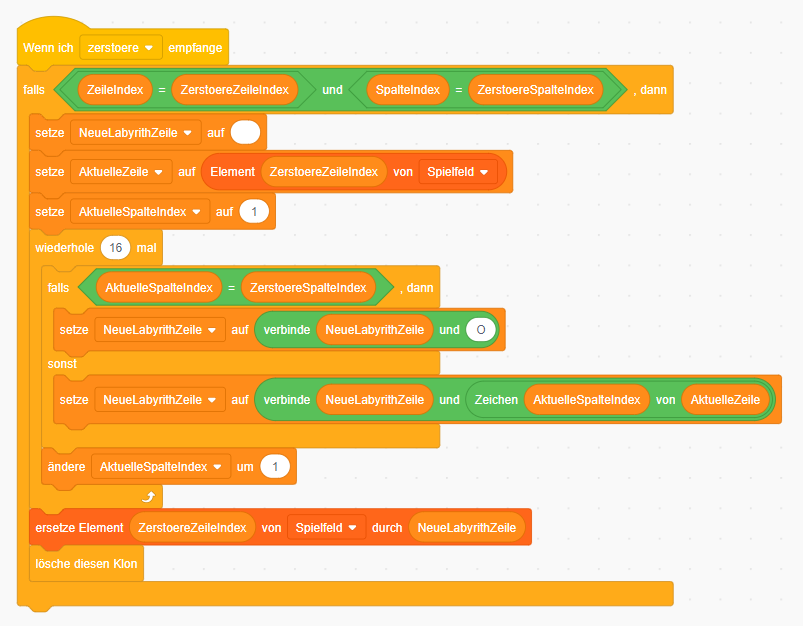 Wenn ich zerstoere empfange
falls ZeileIndex = ZerstoereZeileIndex und SpalteIndex = ZerstoereSpalteIndex , dann
setze NeueLabyrithZeile auf
setze AktuelleZeile auf Element ZerstoereZeileIndex von Spielfeld
setze AktuelleSpalteIndex auf 1
wiederhole 16 mal
falls AktuelleSpalteIndex = ZerstoereSpalteIndex , dann
setze NeueLabyrithZeile auf verbinde NeueLabyrithZeile und O
sonst
setze NeueLabyrithZeile auf verbinde NeueLabyrithZeile und Zeichen AktuelleSpalteIndex von AktuelleZeile
ändere AktuelleSpalteIndex um 1
ersetze Element ZerstoereZeileIndex von Spielfeld durch NeueLabyrithZeile
lösche diesen Klon